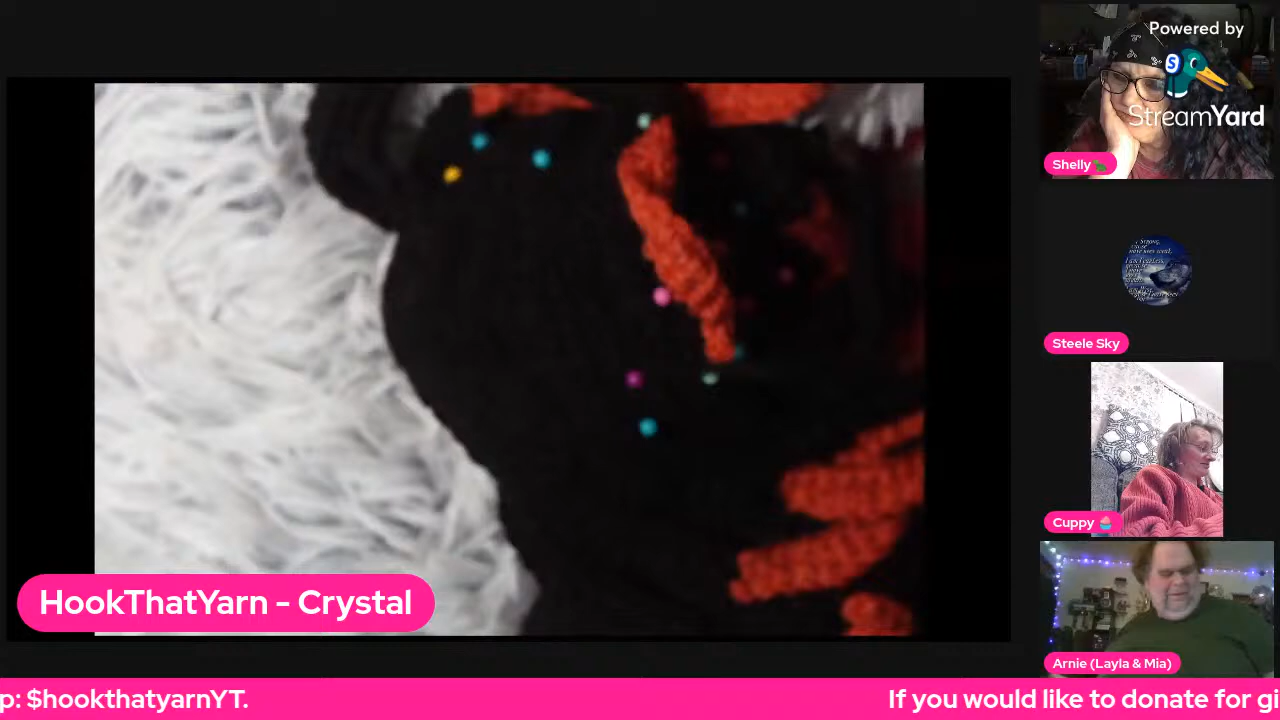 Powered by
S
StreamYard
Shelly
Steele Sky
Cuppy
Arnie (Layla & Mia)
HookThatYarn - Crystal
p: $hookthatyarnYT.
If you would like to donate for gi